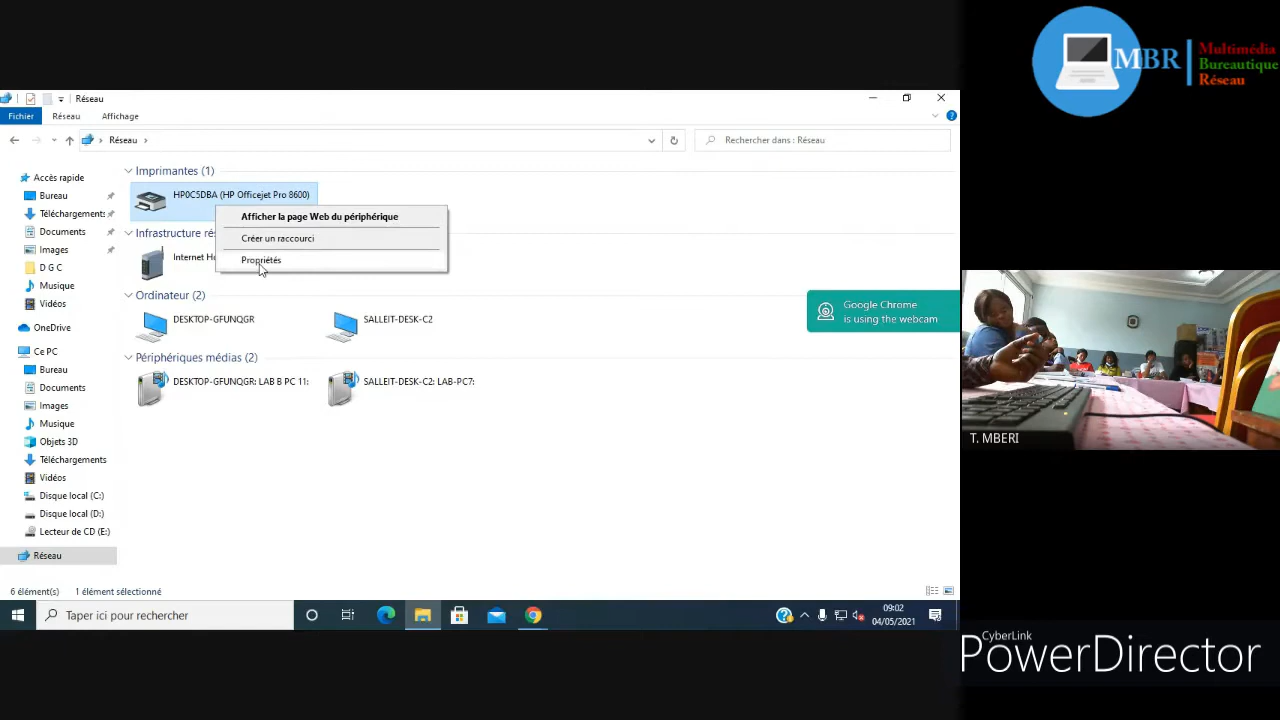 MBR
Multimédia
Bureautique
Réseau
Réseau
Fichier
Réseau
Affichage
Réseau
Rechercher dans : Réseau
Accès rapide
Bureau
Téléchargements
Documents
Images
D G C
Musique
Vidéos
OneDrive
Ce PC
Bureau
Documents
Images
Musique
Objets 3D
Téléchargements
Vidéos
Disque local (C:)
Disque local (D:)
Lecteur de CD (E:)
Réseau
Imprimantes (1)
HP0C5DBA (HP Officejet Pro 8600)
Afficher la page Web du périphérique
Créer un raccourci
Propriétés
Infrastructure
Internet
Ordinateur (2)
DESKTOP-GFUNQGR
SALLEIT-DESK-C2
Périphériques médias (2)
DESKTOP-GFUNQGR: LAB B PC 11:
SALLEIT-DESK-C2: LAB-PC7:
Google Chrome
is using the webcam
T. MBERI
6 élément(s)
1 élément sélectionné
Taper ici pour rechercher
09:02
04/05/2021
CyberLink
PowerDirector